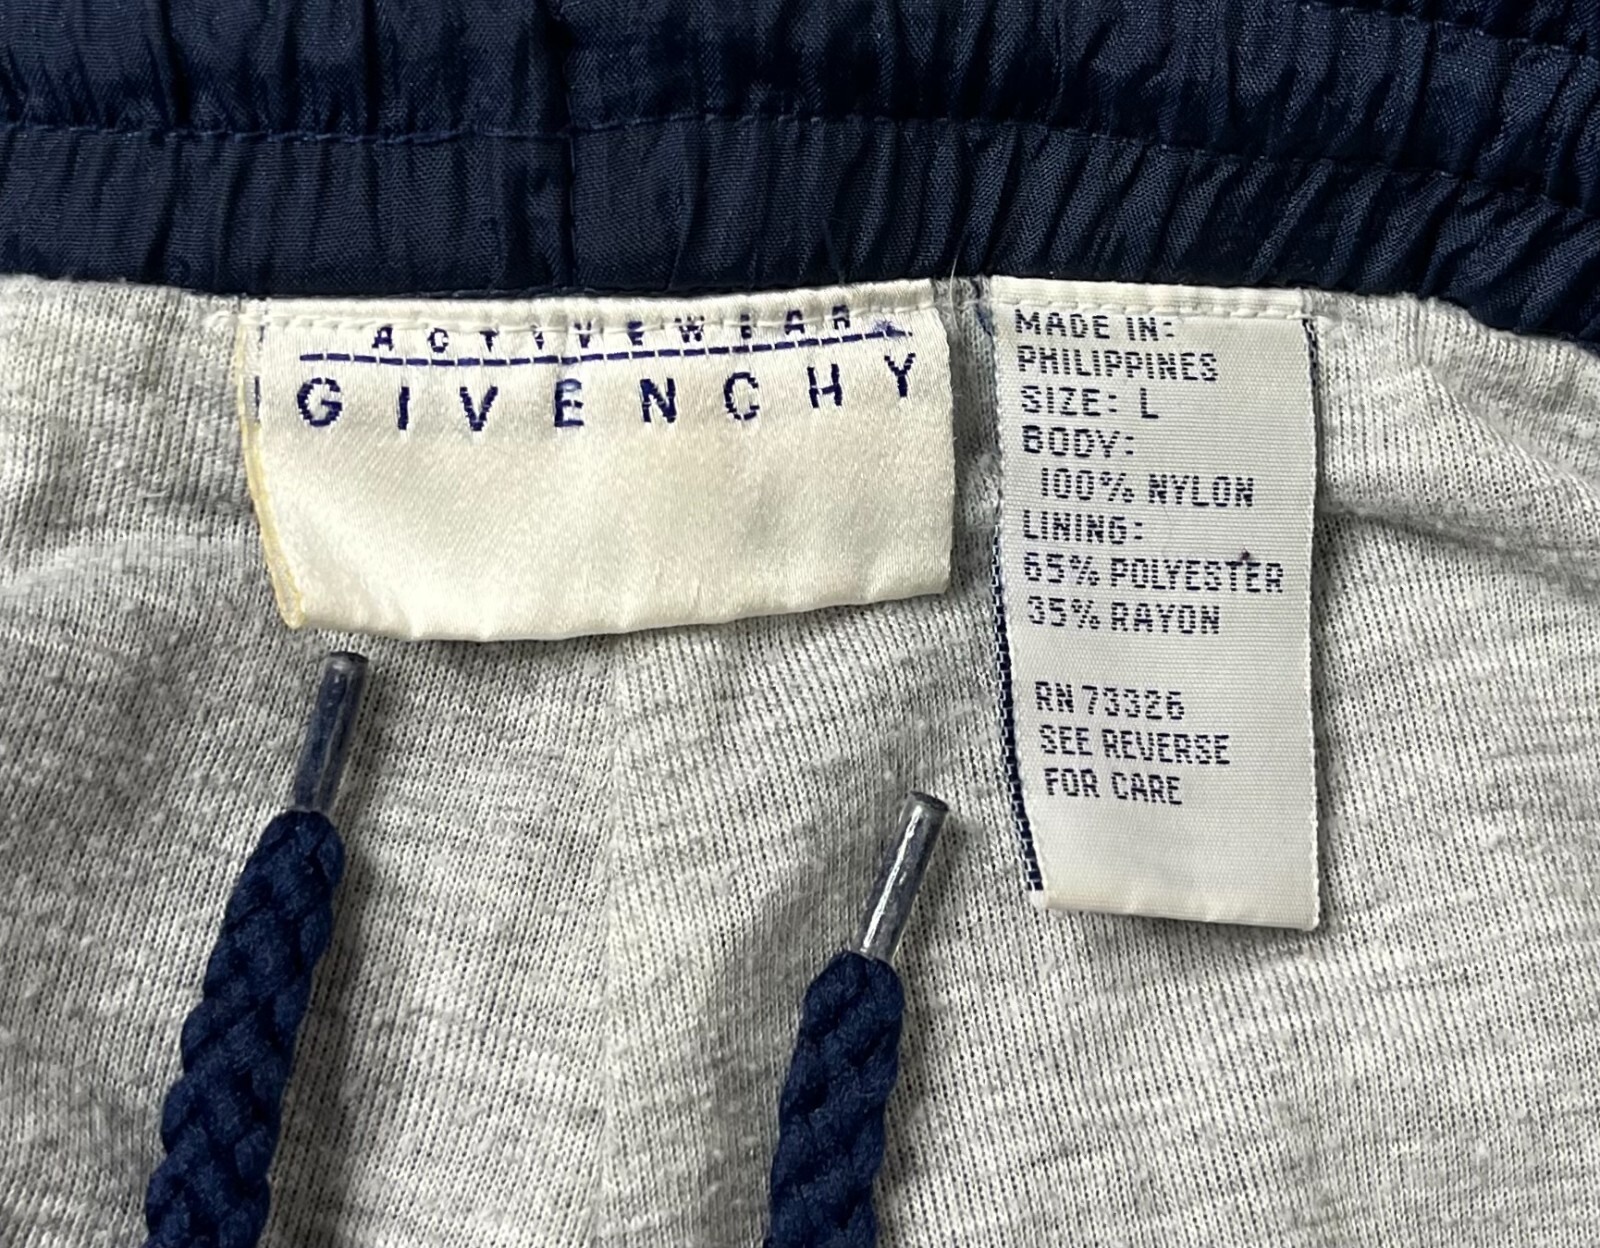 ACTIVEWEAR
GIVENCHY
MADE IN:
PHILIPPINES
SIZE: L
BODY:
100% NYLON
LINING:
65% POLYESTER
35% RAYON
RN 73326
SEE REVERSE
FOR CARE